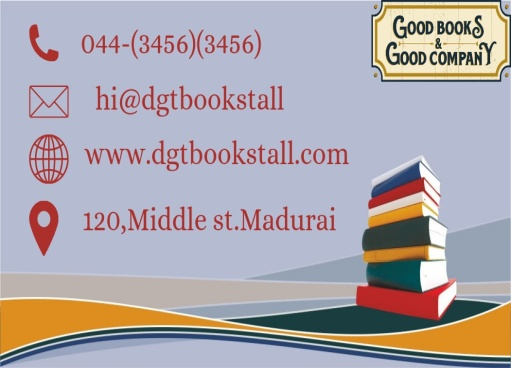 044-(3456)(3456)
hi@dgtbookstall
www.dgtbookstall.com
120,Middle st.Madurai
GOOD BOOKS
&
GOOD COMPANY